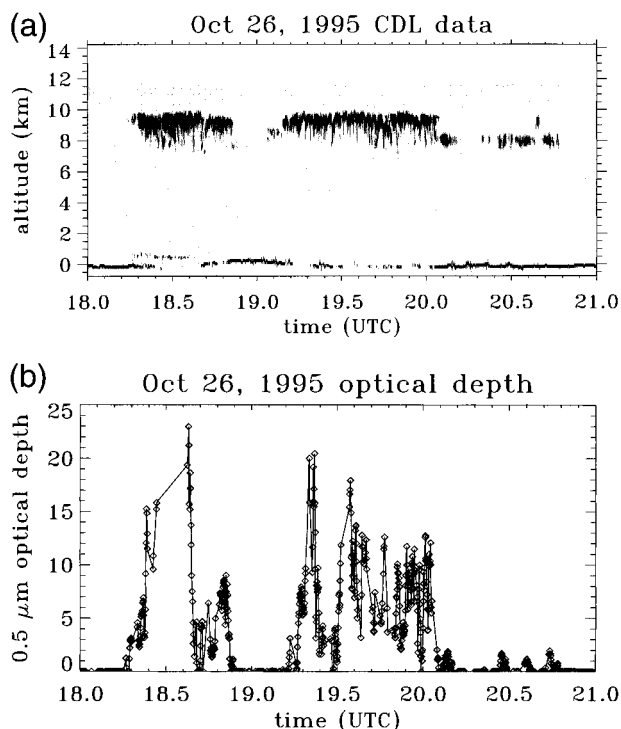 (a)
Oct 26, 1995 CDL data
altitude (km)
14
12
10
8
6
4
2
0
18.0 18.5 19.0 19.5 20.0 20.5 21.0
time (UTC)
(b)
Oct 26, 1995 optical depth
0.5 μm optical depth
25
20
15
10
5
0
18.0 18.5 19.0 19.5 20.0 20.5 21.0
time (UTC)